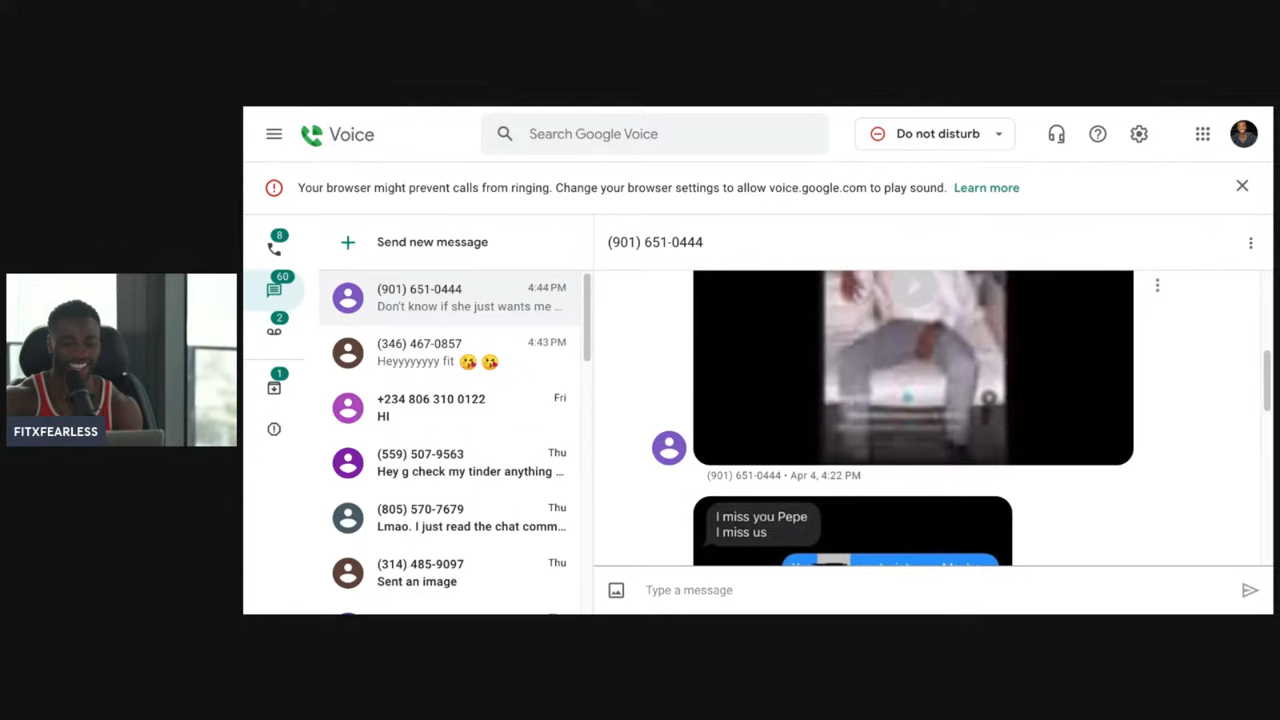 Voice
Search Google Voice
Do not disturb
Your browser might prevent calls from ringing. Change your browser settings to allow voice.google.com to play sound. Learn more
8
60
2
1
Send new message
(901) 651-0444
4:44 PM
Don't know if she just wants me ...
(346) 467-0857
4:43 PM
Heyyyyyyy fit 😘 😘
+234 806 310 0122
Fri
HI
(559) 507-9563
Thu
Hey g check my tinder anything ...
(805) 570-7679
Thu
Lmao. I just read the chat comm...
(314) 485-9097
Thu
Sent an image
(901) 651-0444
(901) 651-0444 • Apr 4, 4:22 PM
I miss you Pepe
I miss us
Type a message
FITXFEARLESS